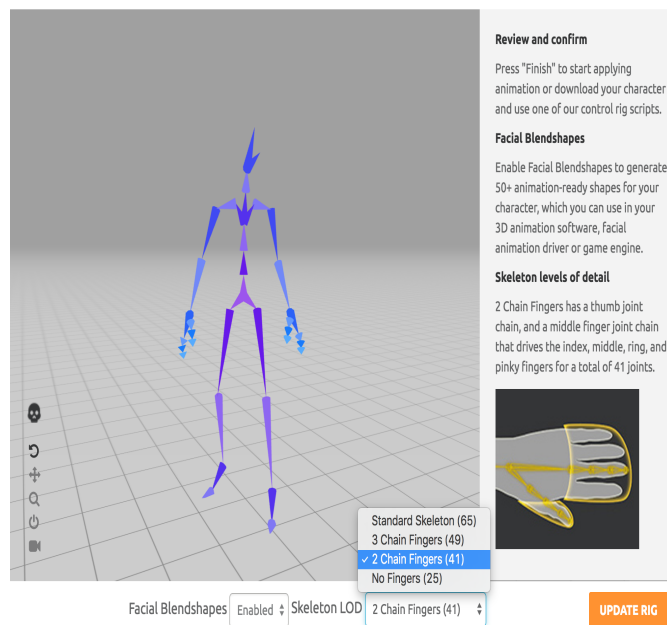 Review and confirm
Press "Finish" to start applying
animation or download your character
and use one of our control rig scripts.
Facial Blendshapes
Enable Facial Blendshapes to generate
50+ animation-ready shapes for your
character, which you can use in your
3D animation software, facial
animation driver or game engine.
Skeleton levels of detail
2 Chain Fingers has a thumb joint
chain, and a middle finger joint chain
that drives the index, middle, ring, and
pinky fingers for a total of 41 joints.
Standard Skeleton (65)
3 Chain Fingers (49)
✓ 2 Chain Fingers (41)
No Fingers (25)
Facial Blendshapes Enabled Skeleton LOD 2 Chain Fingers (41) UPDATE RIG